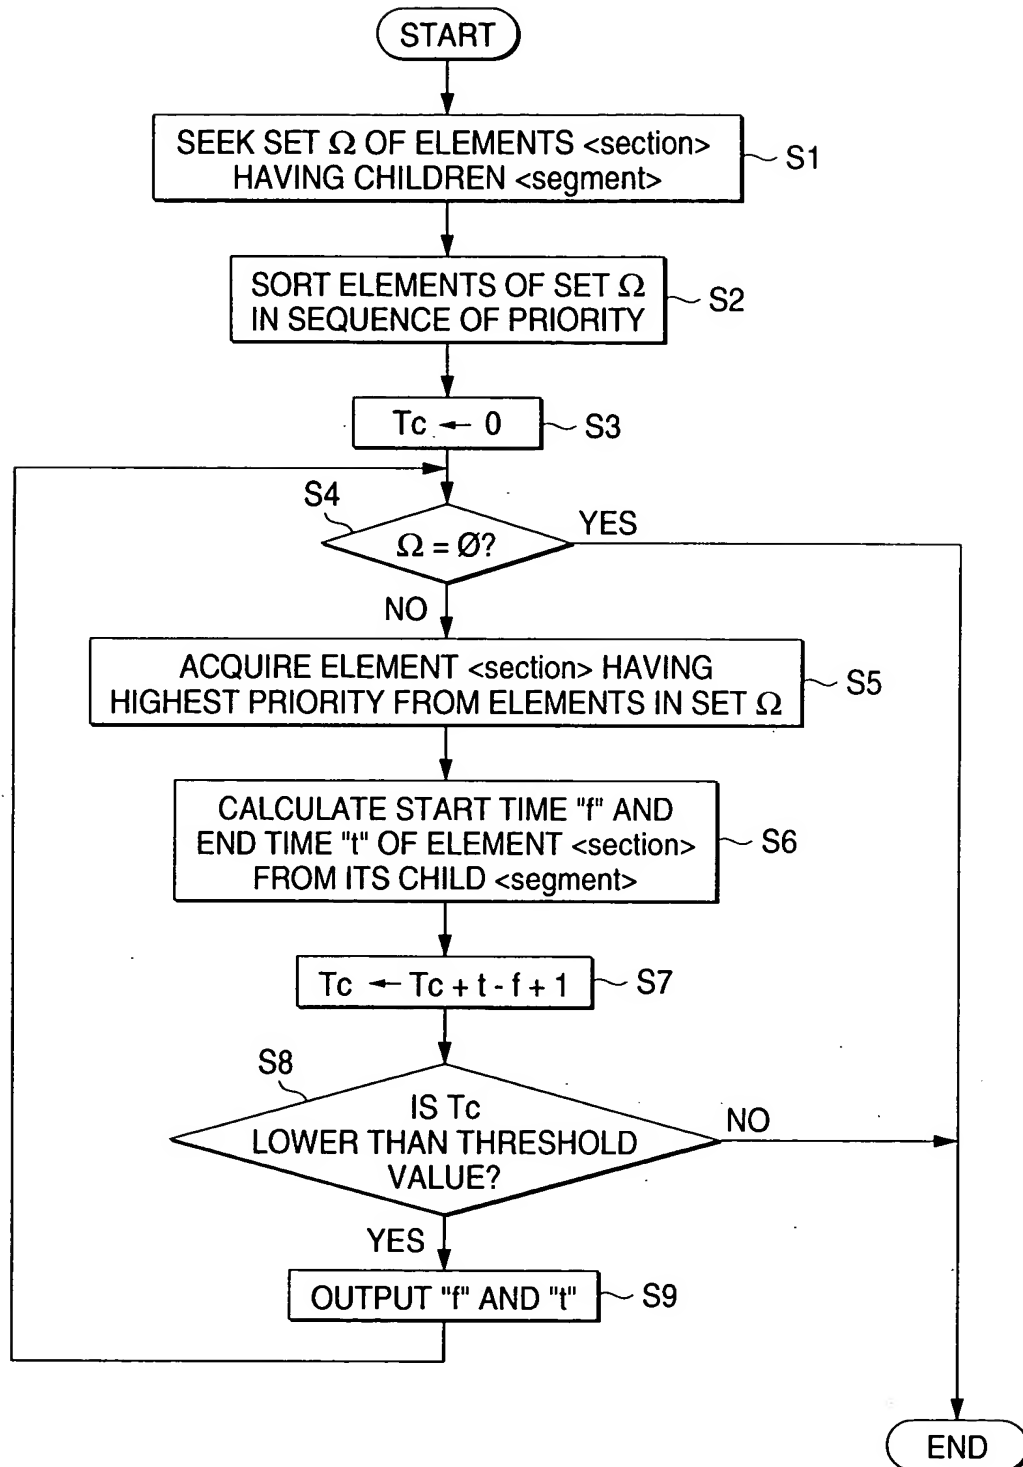 START
SEEK SET Ω OF ELEMENTS <section>
HAVING CHILDREN <segment>
S1
SORT ELEMENTS OF SET Ω
IN SEQUENCE OF PRIORITY
S2
Tc ← 0
S3
S4
Ω = Ø?
YES
NO
ACQUIRE ELEMENT <section> HAVING
HIGHEST PRIORITY FROM ELEMENTS IN SET Ω
S5
CALCULATE START TIME "f" AND
END TIME "t" OF ELEMENT <section>
FROM ITS CHILD <segment>
S6
Tc ← Tc + t - f + 1
S7
S8
IS Tc
LOWER THAN THRESHOLD
VALUE?
NO
YES
OUTPUT "f" AND "t"
S9
END